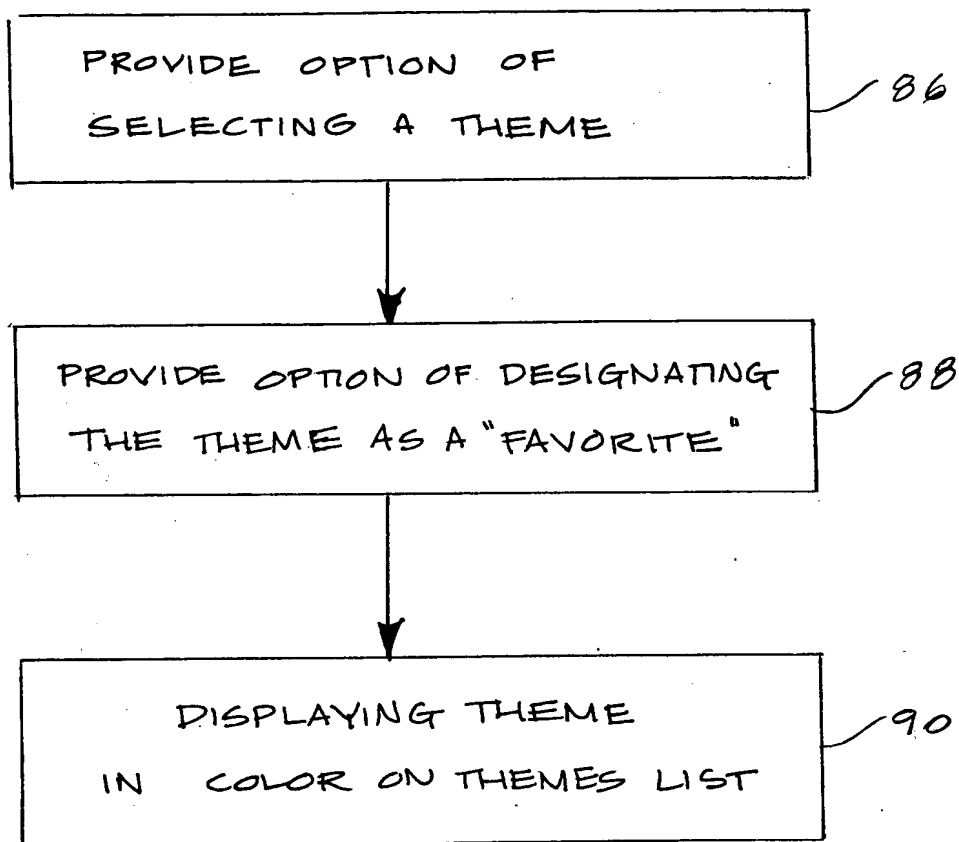 PROVIDE OPTION OF
SELECTING A THEME
86
PROVIDE OPTION OF DESIGNATING
THE THEME AS A "FAVORITE"
88
DISPLAYING THEME
IN COLOR ON THEMES LIST
90